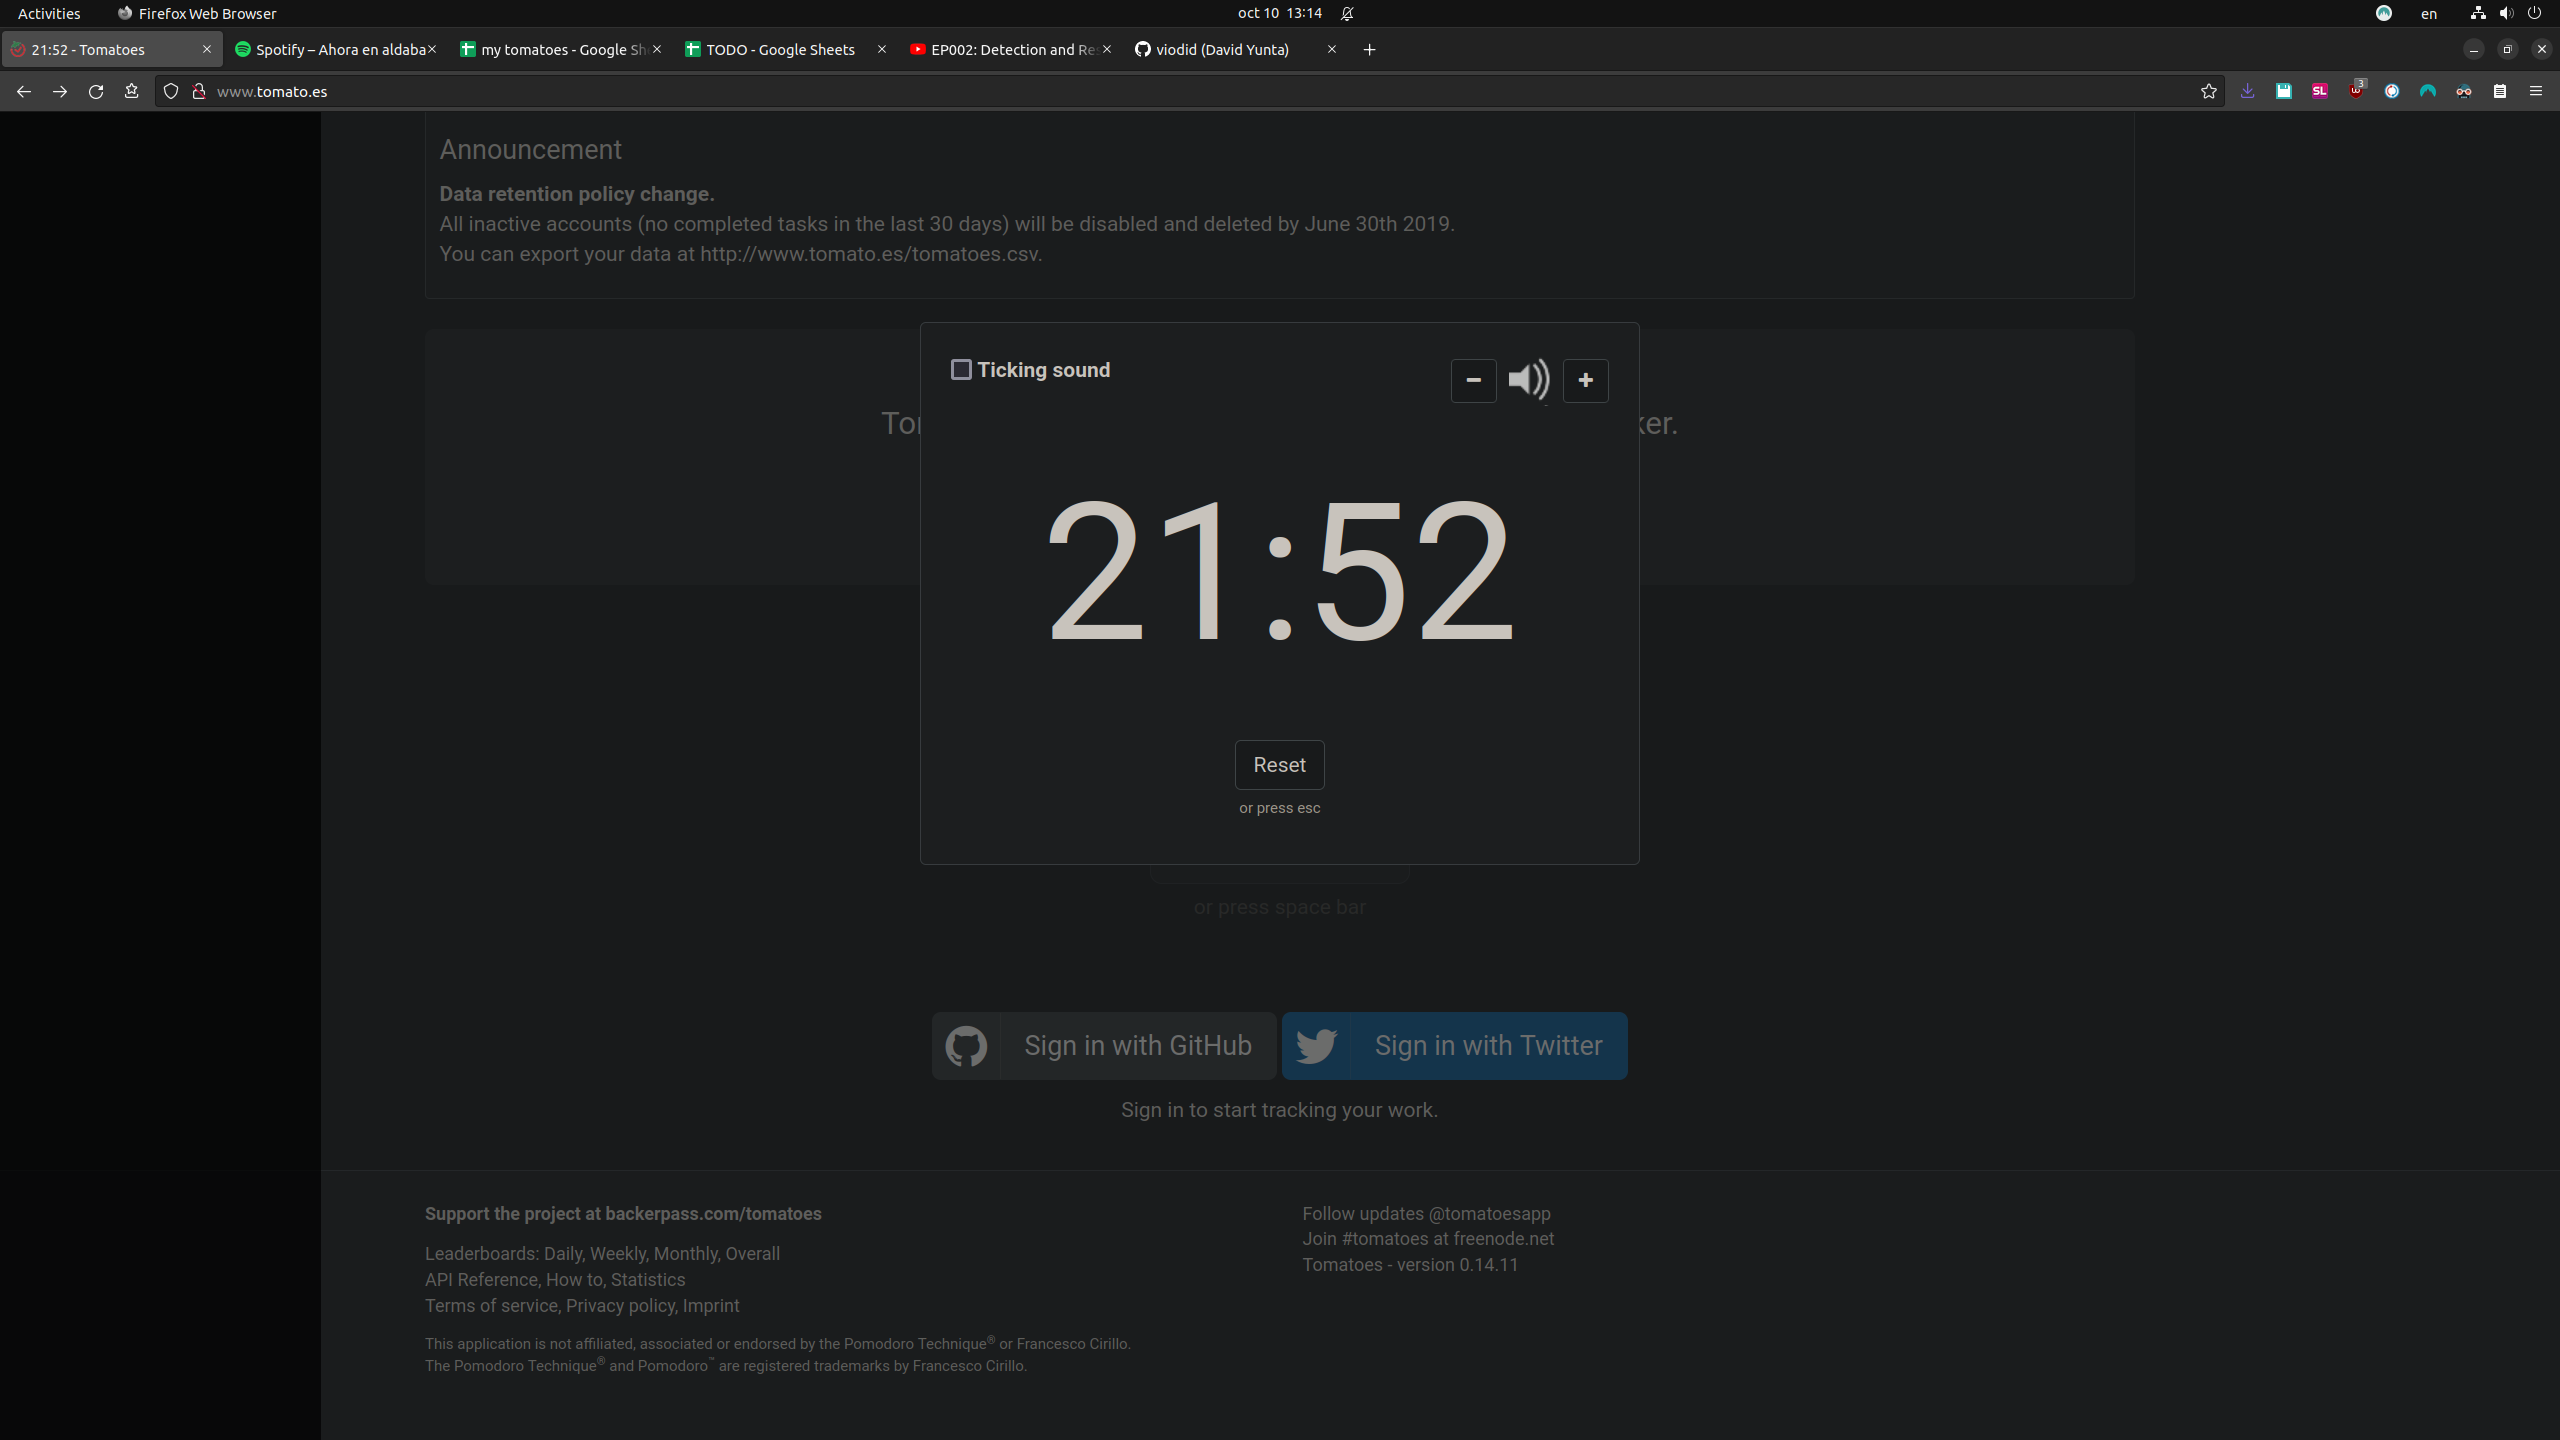 Activities
Firefox Web Browser
oct 10 13:14
en
21:52 - Tomatoes
Spotify – Ahora en aldaba
my tomatoes - Google Sh
TODO - Google Sheets
EP002: Detection and Res
viodid (David Yunta)
www.tomato.es
SL
3
Announcement
Data retention policy change.
All inactive accounts (no completed tasks in the last 30 days) will be disabled and deleted by June 30th 2019.
You can export your data at http://www.tomato.es/tomatoes.csv.
Ticking sound
21:52
Reset
or press esc
or press space bar
Sign in with GitHub
Sign in with Twitter
Sign in to start tracking your work.
Support the project at backerpass.com/tomatoes
Leaderboards: Daily, Weekly, Monthly, Overall
API Reference, How to, Statistics
Terms of service, Privacy policy, Imprint
This application is not affiliated, associated or endorsed by the Pomodoro Technique® or Francesco Cirillo.
The Pomodoro Technique® and Pomodoro™ are registered trademarks by Francesco Cirillo.
Follow updates @tomatoesapp
Join #tomatoes at freenode.net
Tomatoes - version 0.14.11